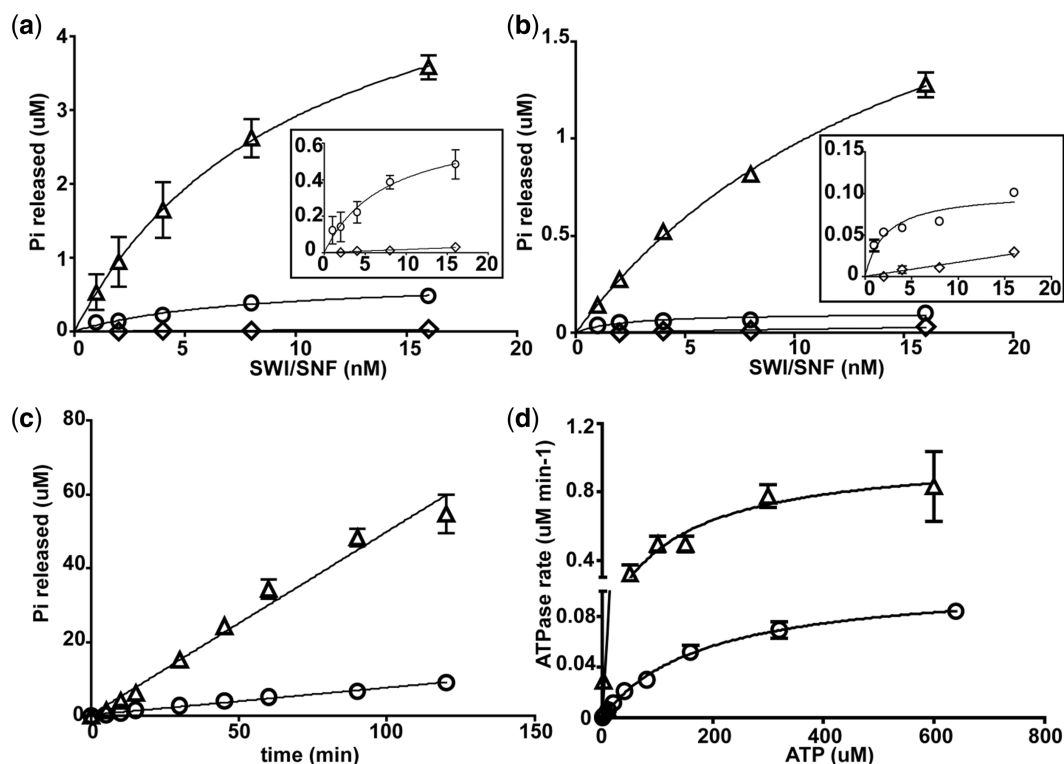 (a)
Pi released (uM)
4
3
2
1
0
0 5 10 15 20
SWI/SNF (nM)
0.6
0.4
0.2
0
0 5 10 15 20
(b)
Pi released (uM)
1.5
1
0.5
0
0 5 10 15 20
SWI/SNF (nM)
0.15
0.10
0.05
0
0 5 10 15 20
(c)
Pi released (uM)
80
60
40
20
0
0 50 100 150
time (min)
(d)
ATPase rate (uM min-1)
1.2
0.8
0.4
0.08
0.04
0
0 200 400 600 800
ATP (uM)